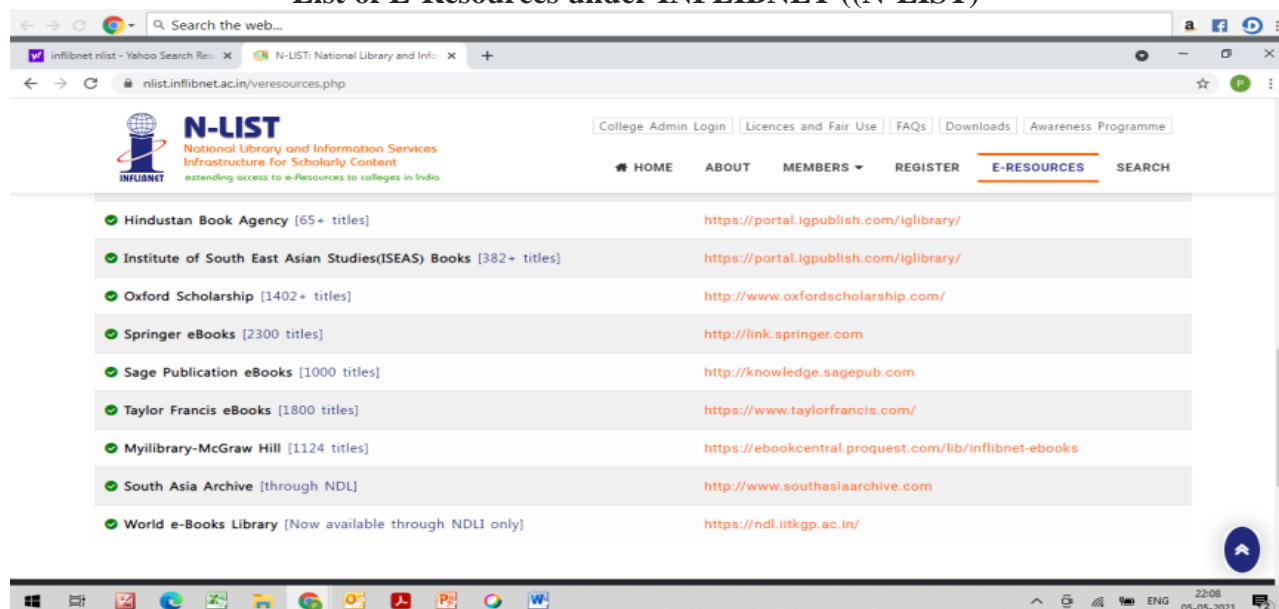 List of E-Resources under INFLIBNET ((N-LIST)
Search the web...
inflibnet nlist - Yahoo Search Res
N-LIST: National Library and Info
nlist.inflibnet.ac.in/veresources.php
INFLIBNET
N-LIST
National Library and Information Services
Infrastructure for Scholarly Content
extending access to e-Resources to colleges in India
College Admin Login Licences and Fair Use FAQs Downloads Awareness Programme
HOME ABOUT MEMBERS REGISTER E-RESOURCES SEARCH
Hindustan Book Agency [65+ titles] https://portal.igpublish.com/iglibrary/
Institute of South East Asian Studies(ISEAS) Books [382+ titles] https://portal.igpublish.com/iglibrary/
Oxford Scholarship [1402+ titles] http://www.oxfordscholarship.com/
Springer eBooks [2300 titles] http://link.springer.com
Sage Publication eBooks [1000 titles] http://knowledge.sagepub.com
Taylor Francis eBooks [1800 titles] https://www.taylorfrancis.com/
Myilibrary-McGraw Hill [1124 titles] https://ebookcentral.proquest.com/lib/inflibnet-ebooks
South Asia Archive [through NDL] http://www.southasiaarchive.com
World e-Books Library [Now available through NDLI only] https://ndl.iitkgp.ac.in/
ENG
22:08
05-05-2021